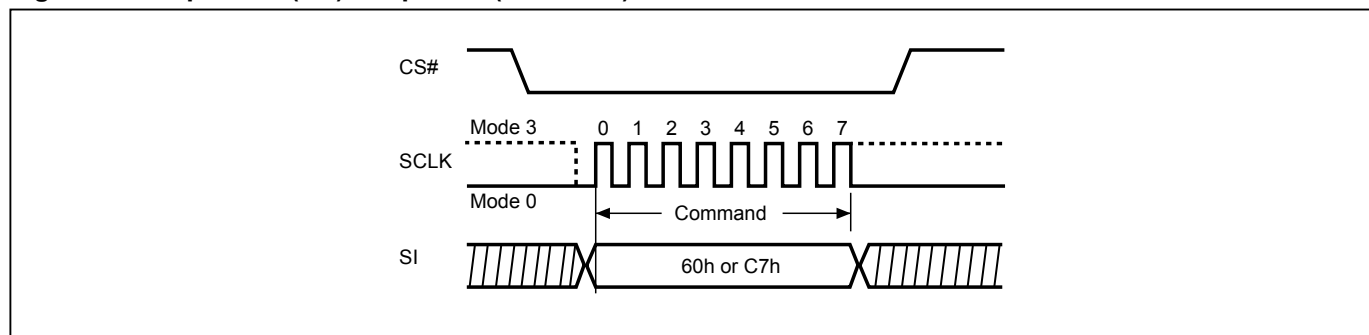 CS#
Mode 3
0 1 2 3 4 5 6 7
SCLK
Mode 0
Command
SI
60h or C7h